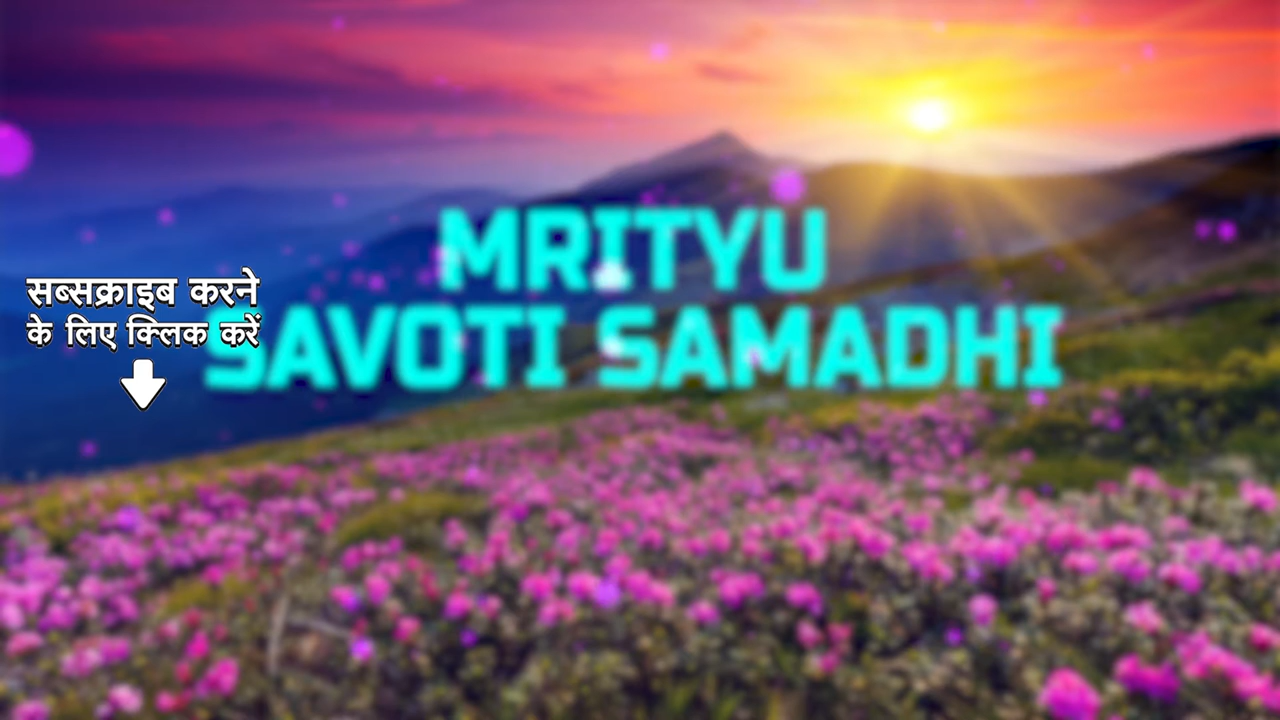 MRITYU
SAVOTI SAMADHI
सब्सक्राइब करने
के लिए क्लिक करें